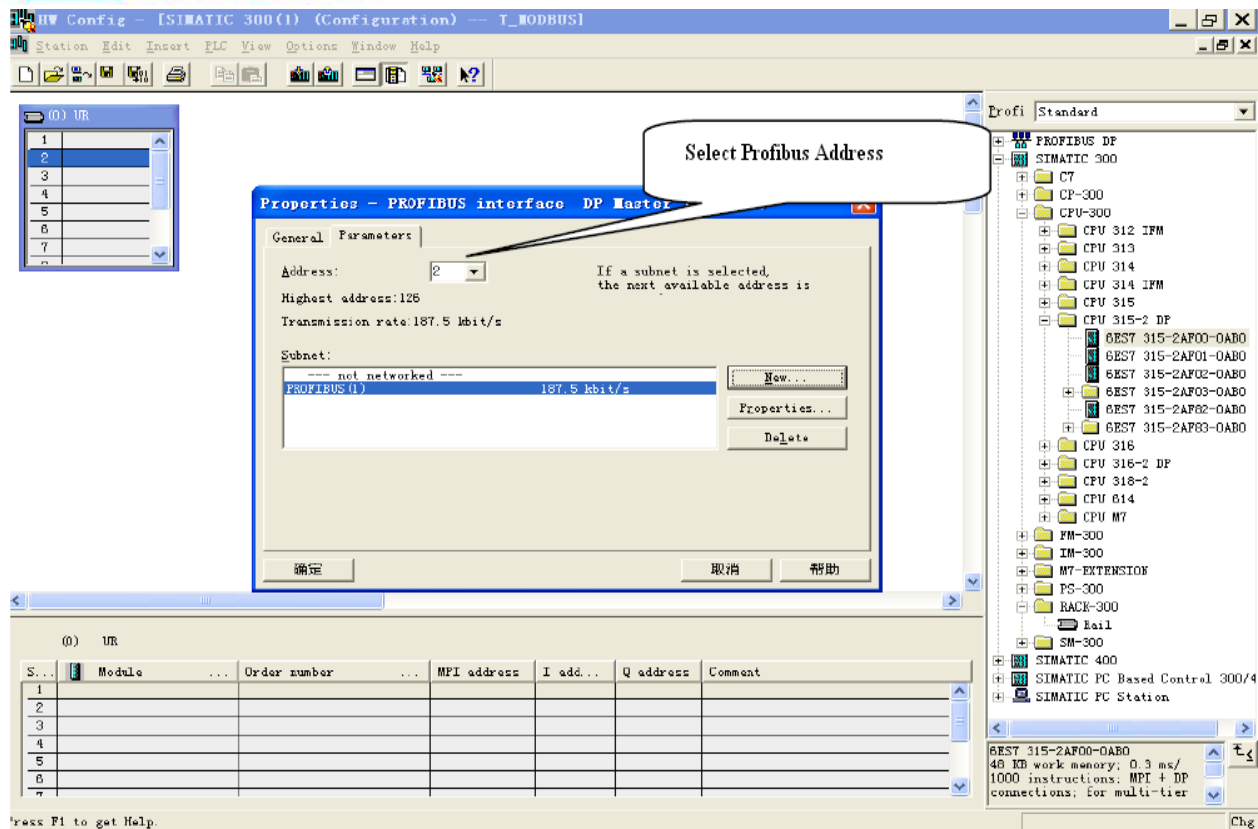 HW Config - [SIMATIC 300(1) (Configuration) -- T_MODBUS]
Station Edit Insert PLC View Options Window Help
(0) UR
1
2
3
4
5
6
7
Select Profibus Address
Properties - PROFIBUS interface DP Master
General Parameters
Address: 2
If a subnet is selected,
the next available address is
Highest address:126
Transmission rate:187.5 kbit/s
Subnet:
--- not networked ---
PROFIBUS(1) 187.5 kbit/s
New...
Properties...
Delete
确定 取消 帮助
Profi Standard
PROFIBUS DP
SIMATIC 300
C7
CP-300
CPU-300
CPU 312 IFM
CPU 313
CPU 314
CPU 314 IFM
CPU 315
CPU 315-2 DP
6ES7 315-2AF00-0AB0
6ES7 315-2AF01-0AB0
6ES7 315-2AF02-0AB0
6ES7 315-2AF03-0AB0
6ES7 315-2AF82-0AB0
6ES7 315-2AF83-0AB0
CPU 316
CPU 316-2 DP
CPU 318-2
CPU 614
CPU M7
FM-300
IM-300
M7-EXTENSION
PS-300
RACK-300
Rail
SM-300
SIMATIC 400
SIMATIC PC Based Control 300/4
SIMATIC PC Station
6ES7 315-2AF00-0AB0
48 KB work memory; 0.3 ms/
1000 instructions; MPI + DP
connections; for multi-tier
(0) UR
S... Module ... Order number ... MPI address I add... Q address Comment
1
2
3
4
5
6
7
Press F1 to get Help.
Chg